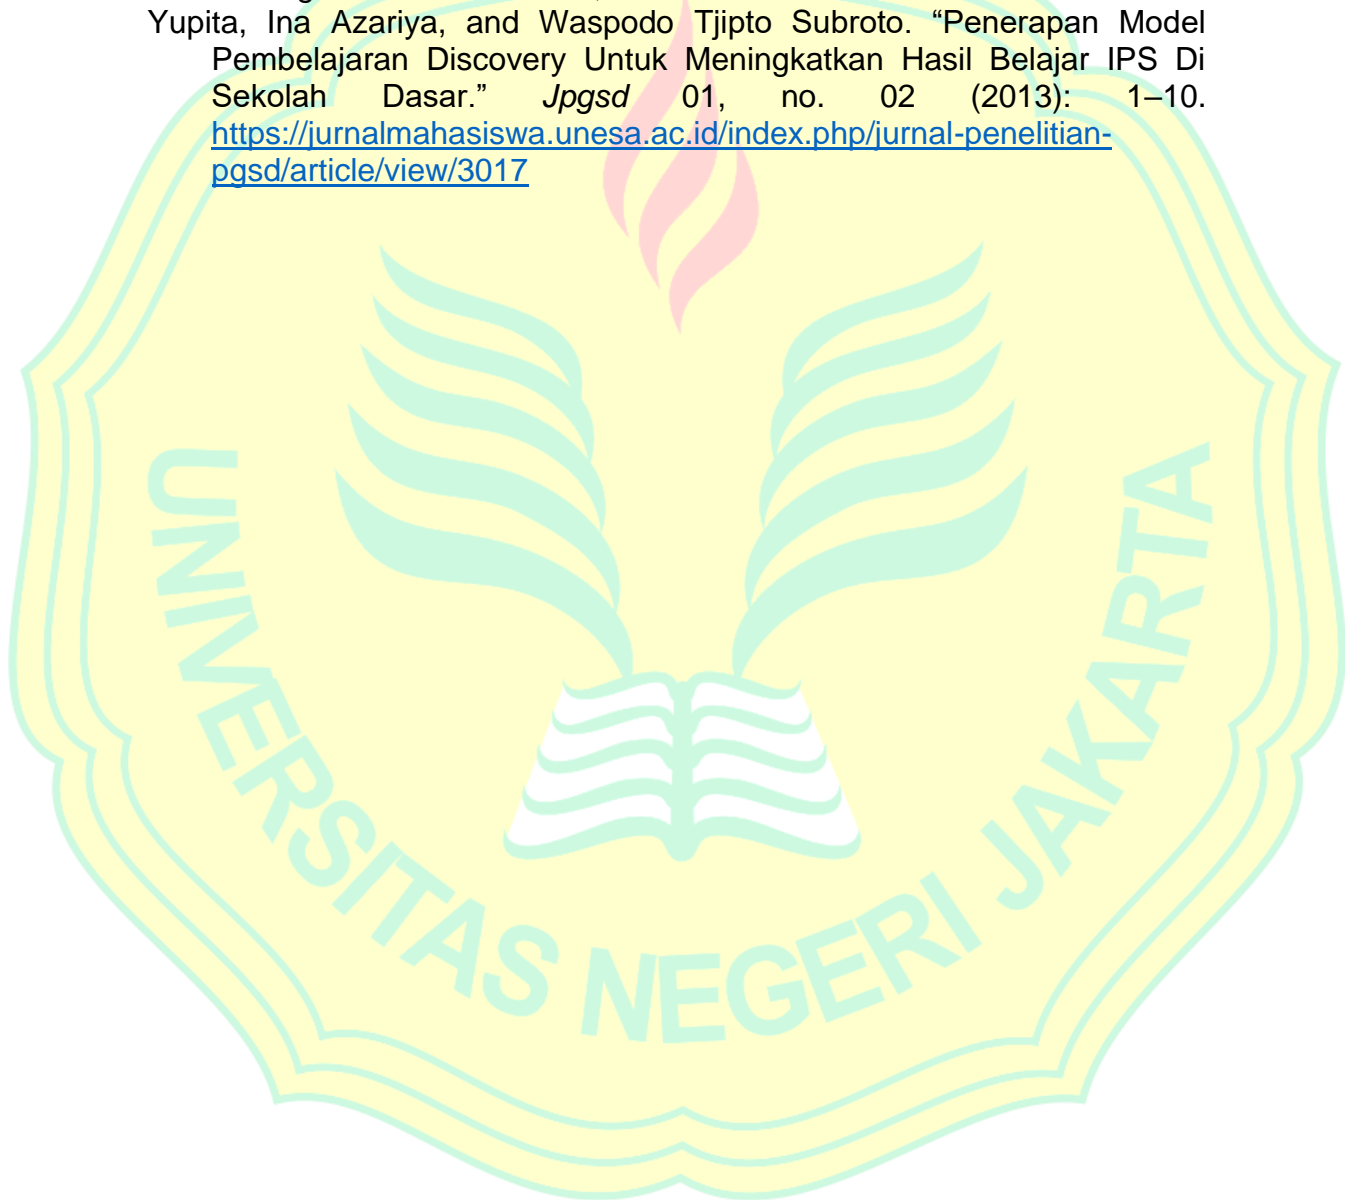 Yupita, Ina Azariya, and Waspodo Tjipto Subroto. “Penerapan Model
Pembelajaran Discovery Untuk Meningkatkan Hasil Belajar IPS Di
Sekolah Dasar.” Jpgsd 01, no. 02 (2013): 1–10.
https://jurnalmahasiswa.unesa.ac.id/index.php/jurnal-penelitian-
pgsd/article/view/3017
UNIVERSITAS NEGERI JAKARTA